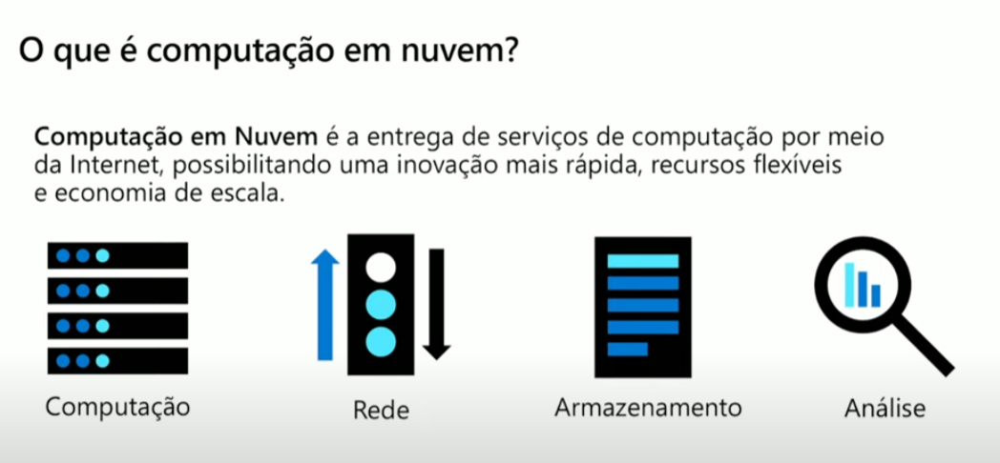 O que é computação em nuvem?
Computação em Nuvem é a entrega de serviços de computação por meio
da Internet, possibilitando uma inovação mais rápida, recursos flexíveis
e economia de escala.
Computação
Rede
Armazenamento
Análise